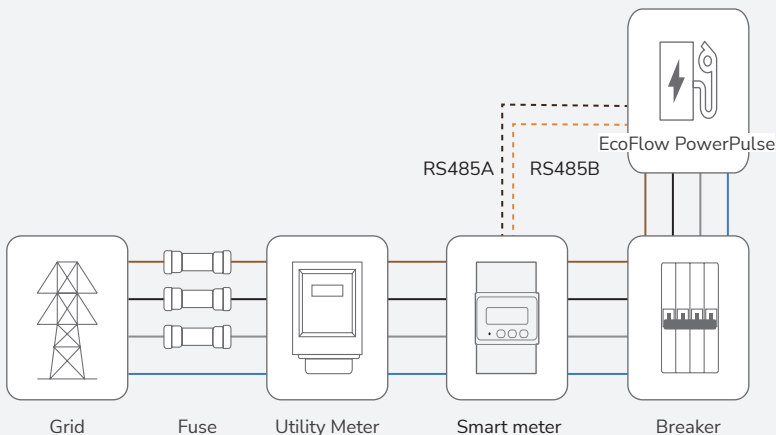 EcoFlow PowerPulse
RS485A
RS485B
Grid
Fuse
Utility Meter
Smart meter
Breaker